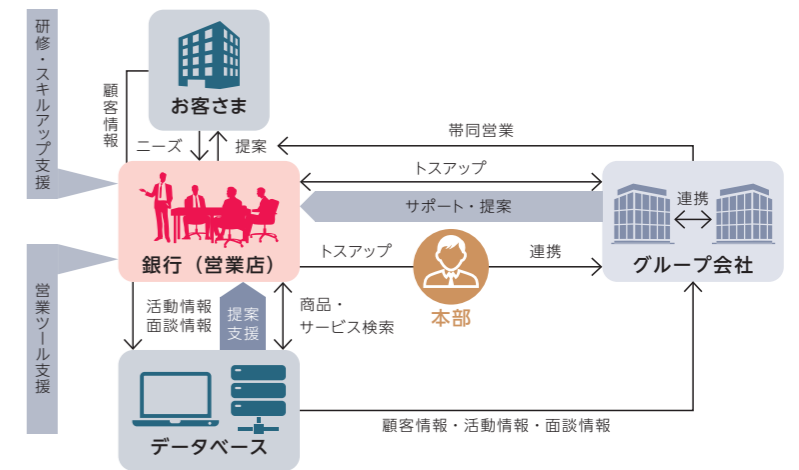 研修・スキルアップ支援
顧客情報
お客さま
ニーズ
提案
帯同営業
トスアップ
サポート・提案
連携
銀行（営業店）
トスアップ
連携
グループ会社
本部
営業ツール支援
活動情報
面談情報
提案
支援
商品・
サービス検索
データベース
顧客情報・活動情報・面談情報